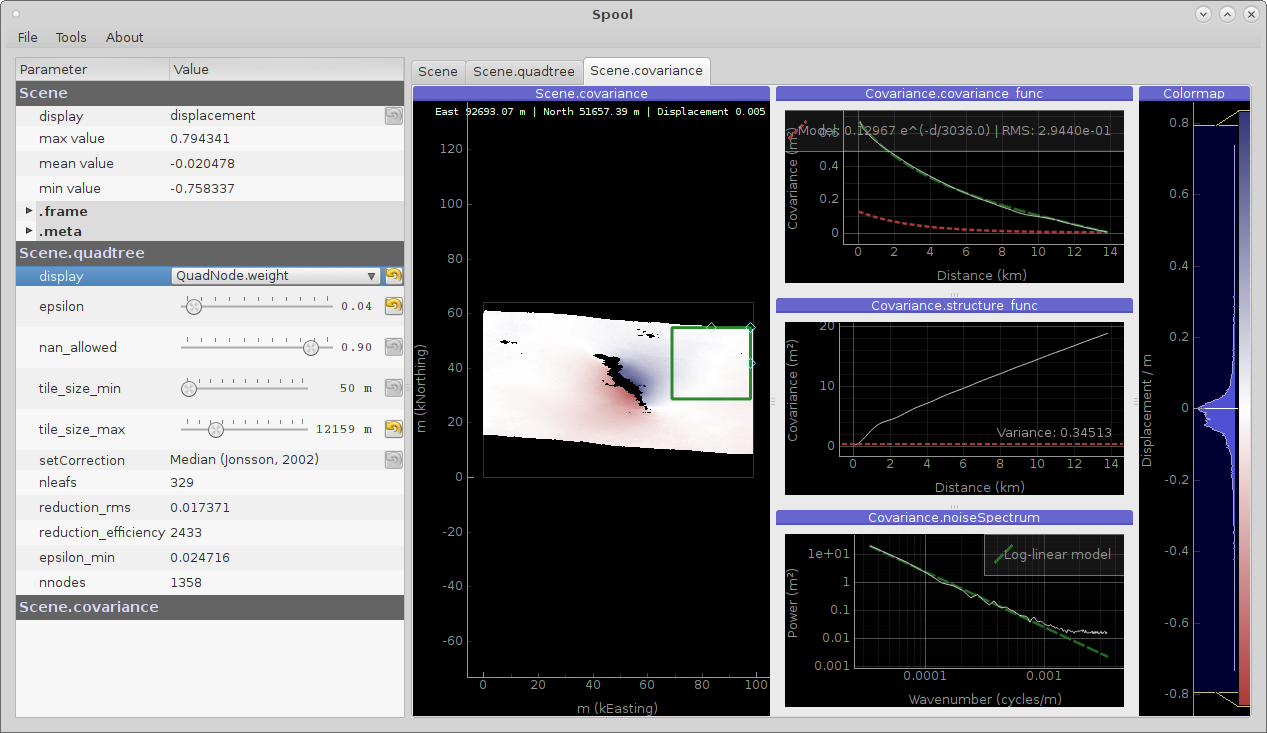 Spool
File Tools About
Parameter Value
Scene
display displacement
max value 0.794341
mean value -0.020478
min value -0.758337
.frame
.meta
Scene.quadtree
display QuadNode.weight
epsilon 0.04
nan_allowed 0.90
tile_size_min 50 m
tile_size_max 12159 m
setCorrection Median (Jonsson, 2002)
nleafs 329
reduction_rms 0.017371
reduction_efficiency 2433
epsilon_min 0.024716
nnodes 1358
Scene.covariance
Scene Scene.quadtree Scene.covariance
Scene.covariance
East 92693.07 m | North 51657.39 m | Displacement 0.005
120
100
80
60
40
20
0
-20
-40
-60
m (kNorthing)
0 20 40 60 80 100
m (kEasting)
Covariance.covariance_func
Model: 0.12967 e^(-d/3036.0) | RMS: 2.9440e-01
0.4
0.2
0
Covariance (m²)
0 2 4 6 8 10 12 14
Distance (km)
Covariance.structure_func
20
10
0
Covariance (m²)
Variance: 0.34513
0 2 4 6 8 10 12 14
Distance (km)
Covariance.noiseSpectrum
Log-linear model
1e+01
1
0.1
0.01
0.001
Power (m²)
0.0001 0.001
Wavenumber (cycles/m)
Colormap
0.8
0.6
0.4
0.2
0
-0.2
-0.4
-0.6
-0.8
Displacement / m